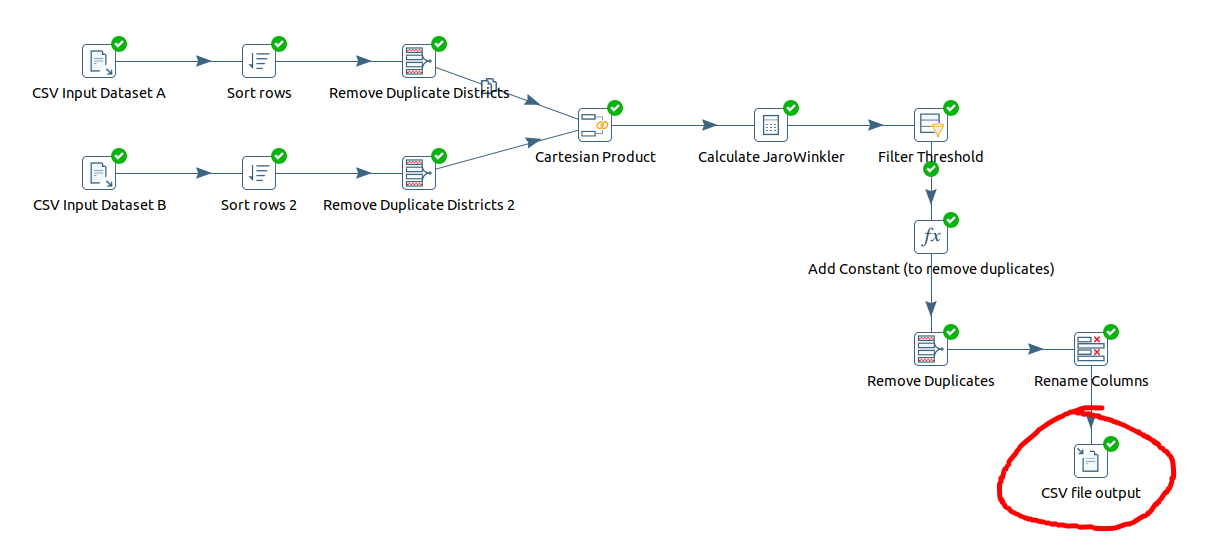 CSV Input Dataset A
Sort rows
Remove Duplicate Districts
Cartesian Product
Calculate JaroWinkler
Filter Threshold
CSV Input Dataset B
Sort rows 2
Remove Duplicate Districts 2
fx
Add Constant (to remove duplicates)
Remove Duplicates
Rename Columns
CSV file output